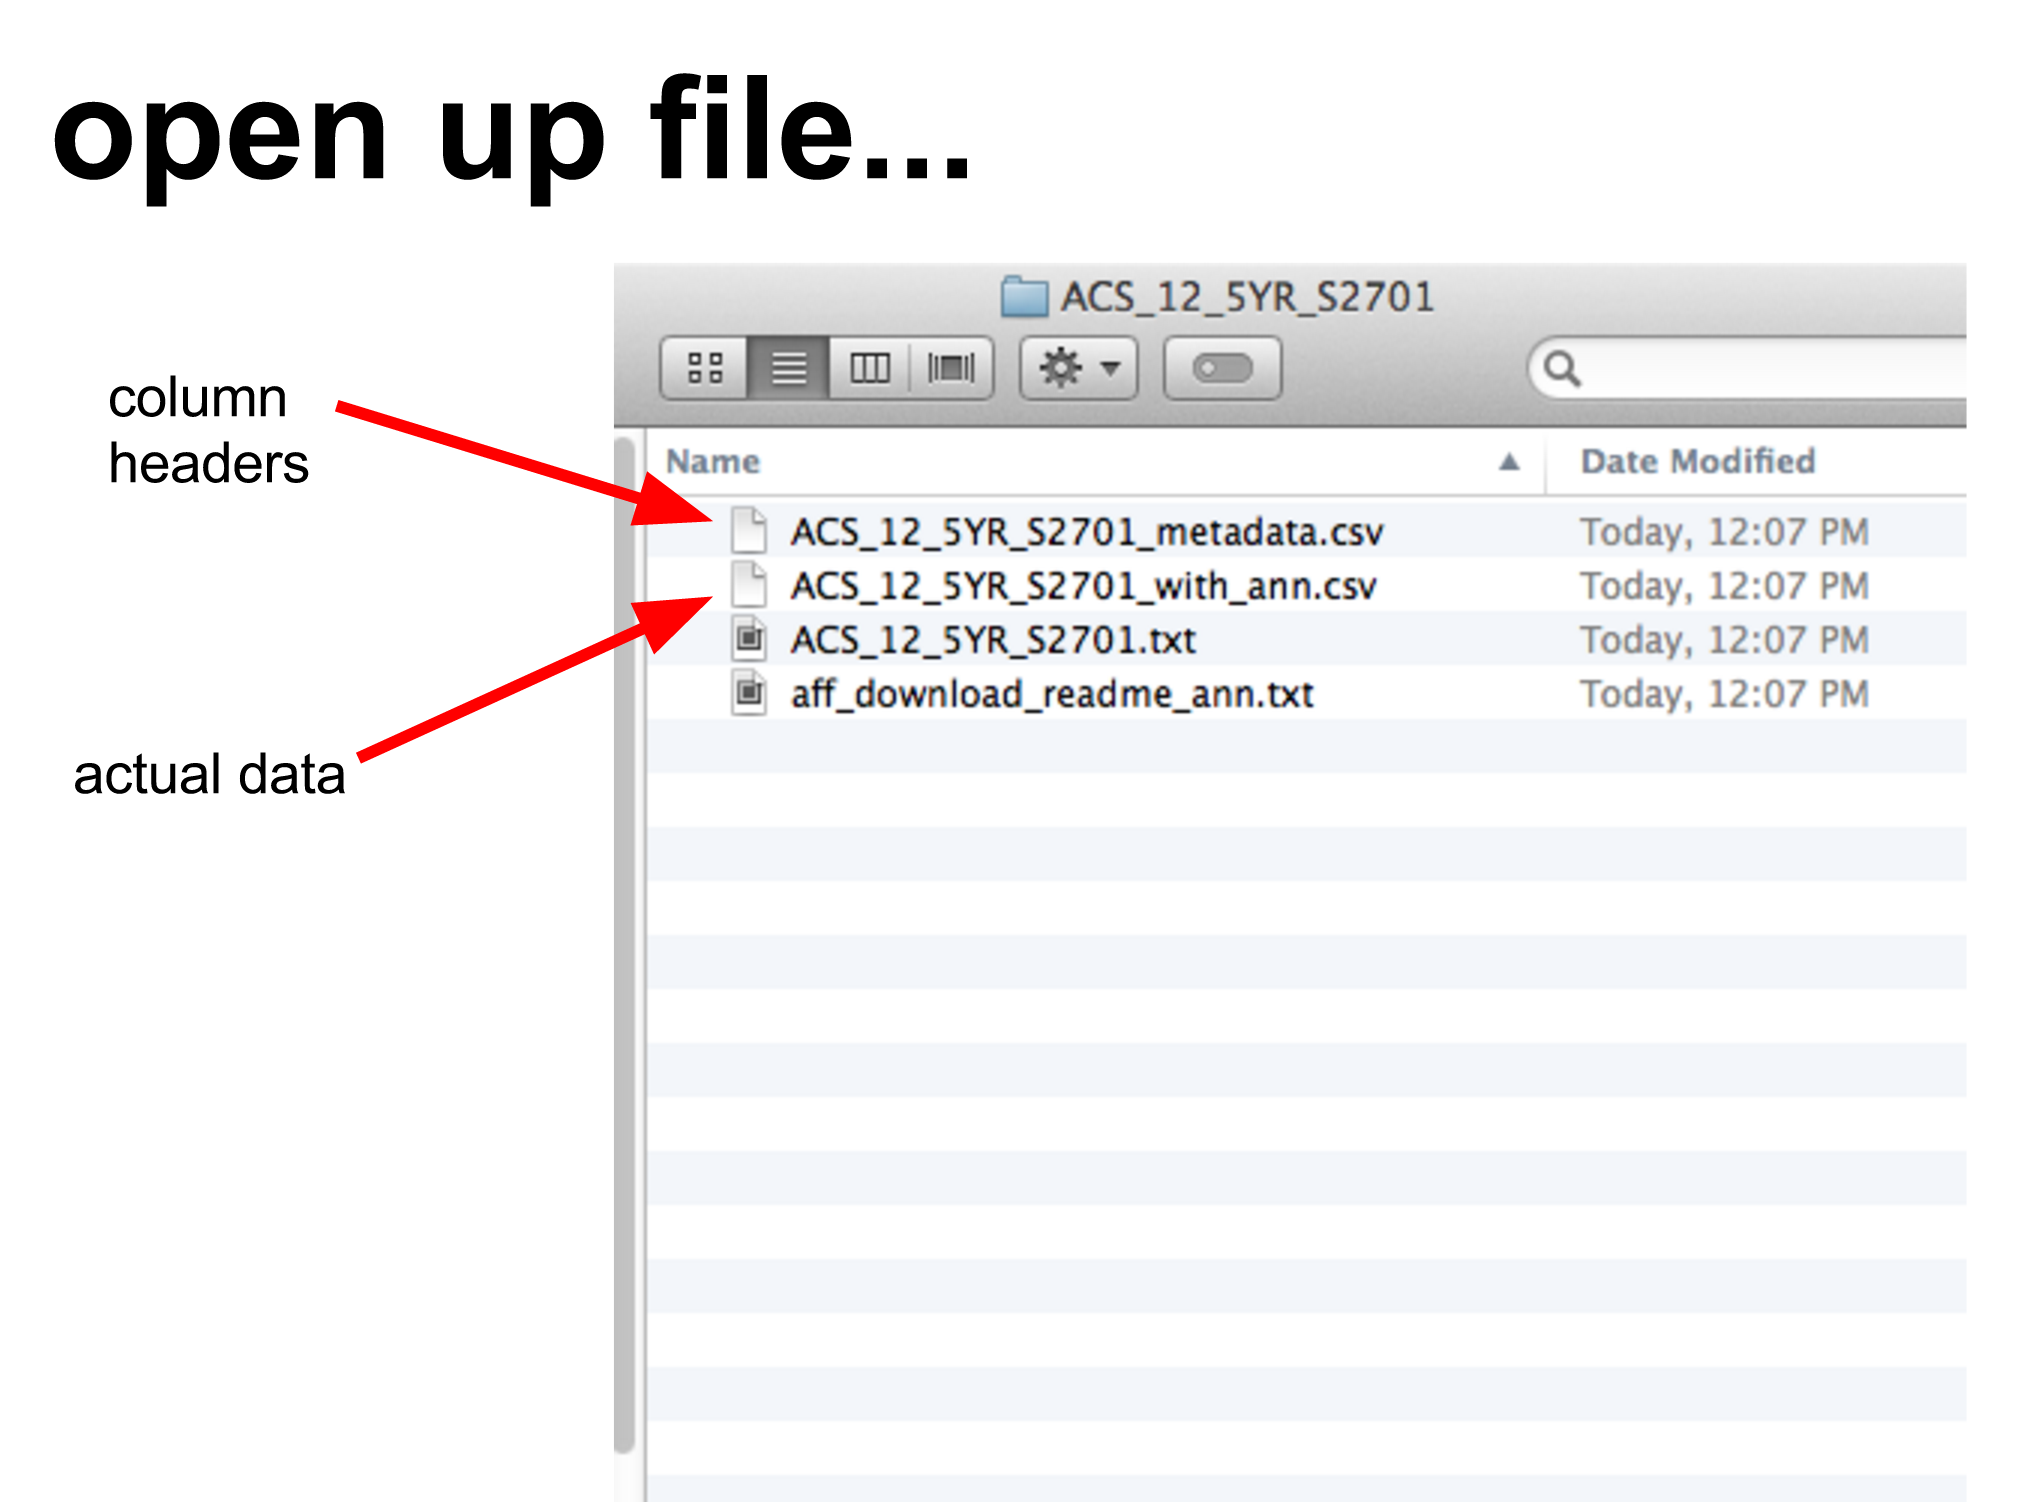 open up file...
ACS_12_5YR_S2701
column
headers
Name
Date Modified
ACS_12_5YR_S2701_metadata.csv
Today, 12:07 PM
ACS_12_5YR_S2701_with_ann.csv
Today, 12:07 PM
ACS_12_5YR_S2701.txt
Today, 12:07 PM
aff_download_readme_ann.txt
Today, 12:07 PM
actual data